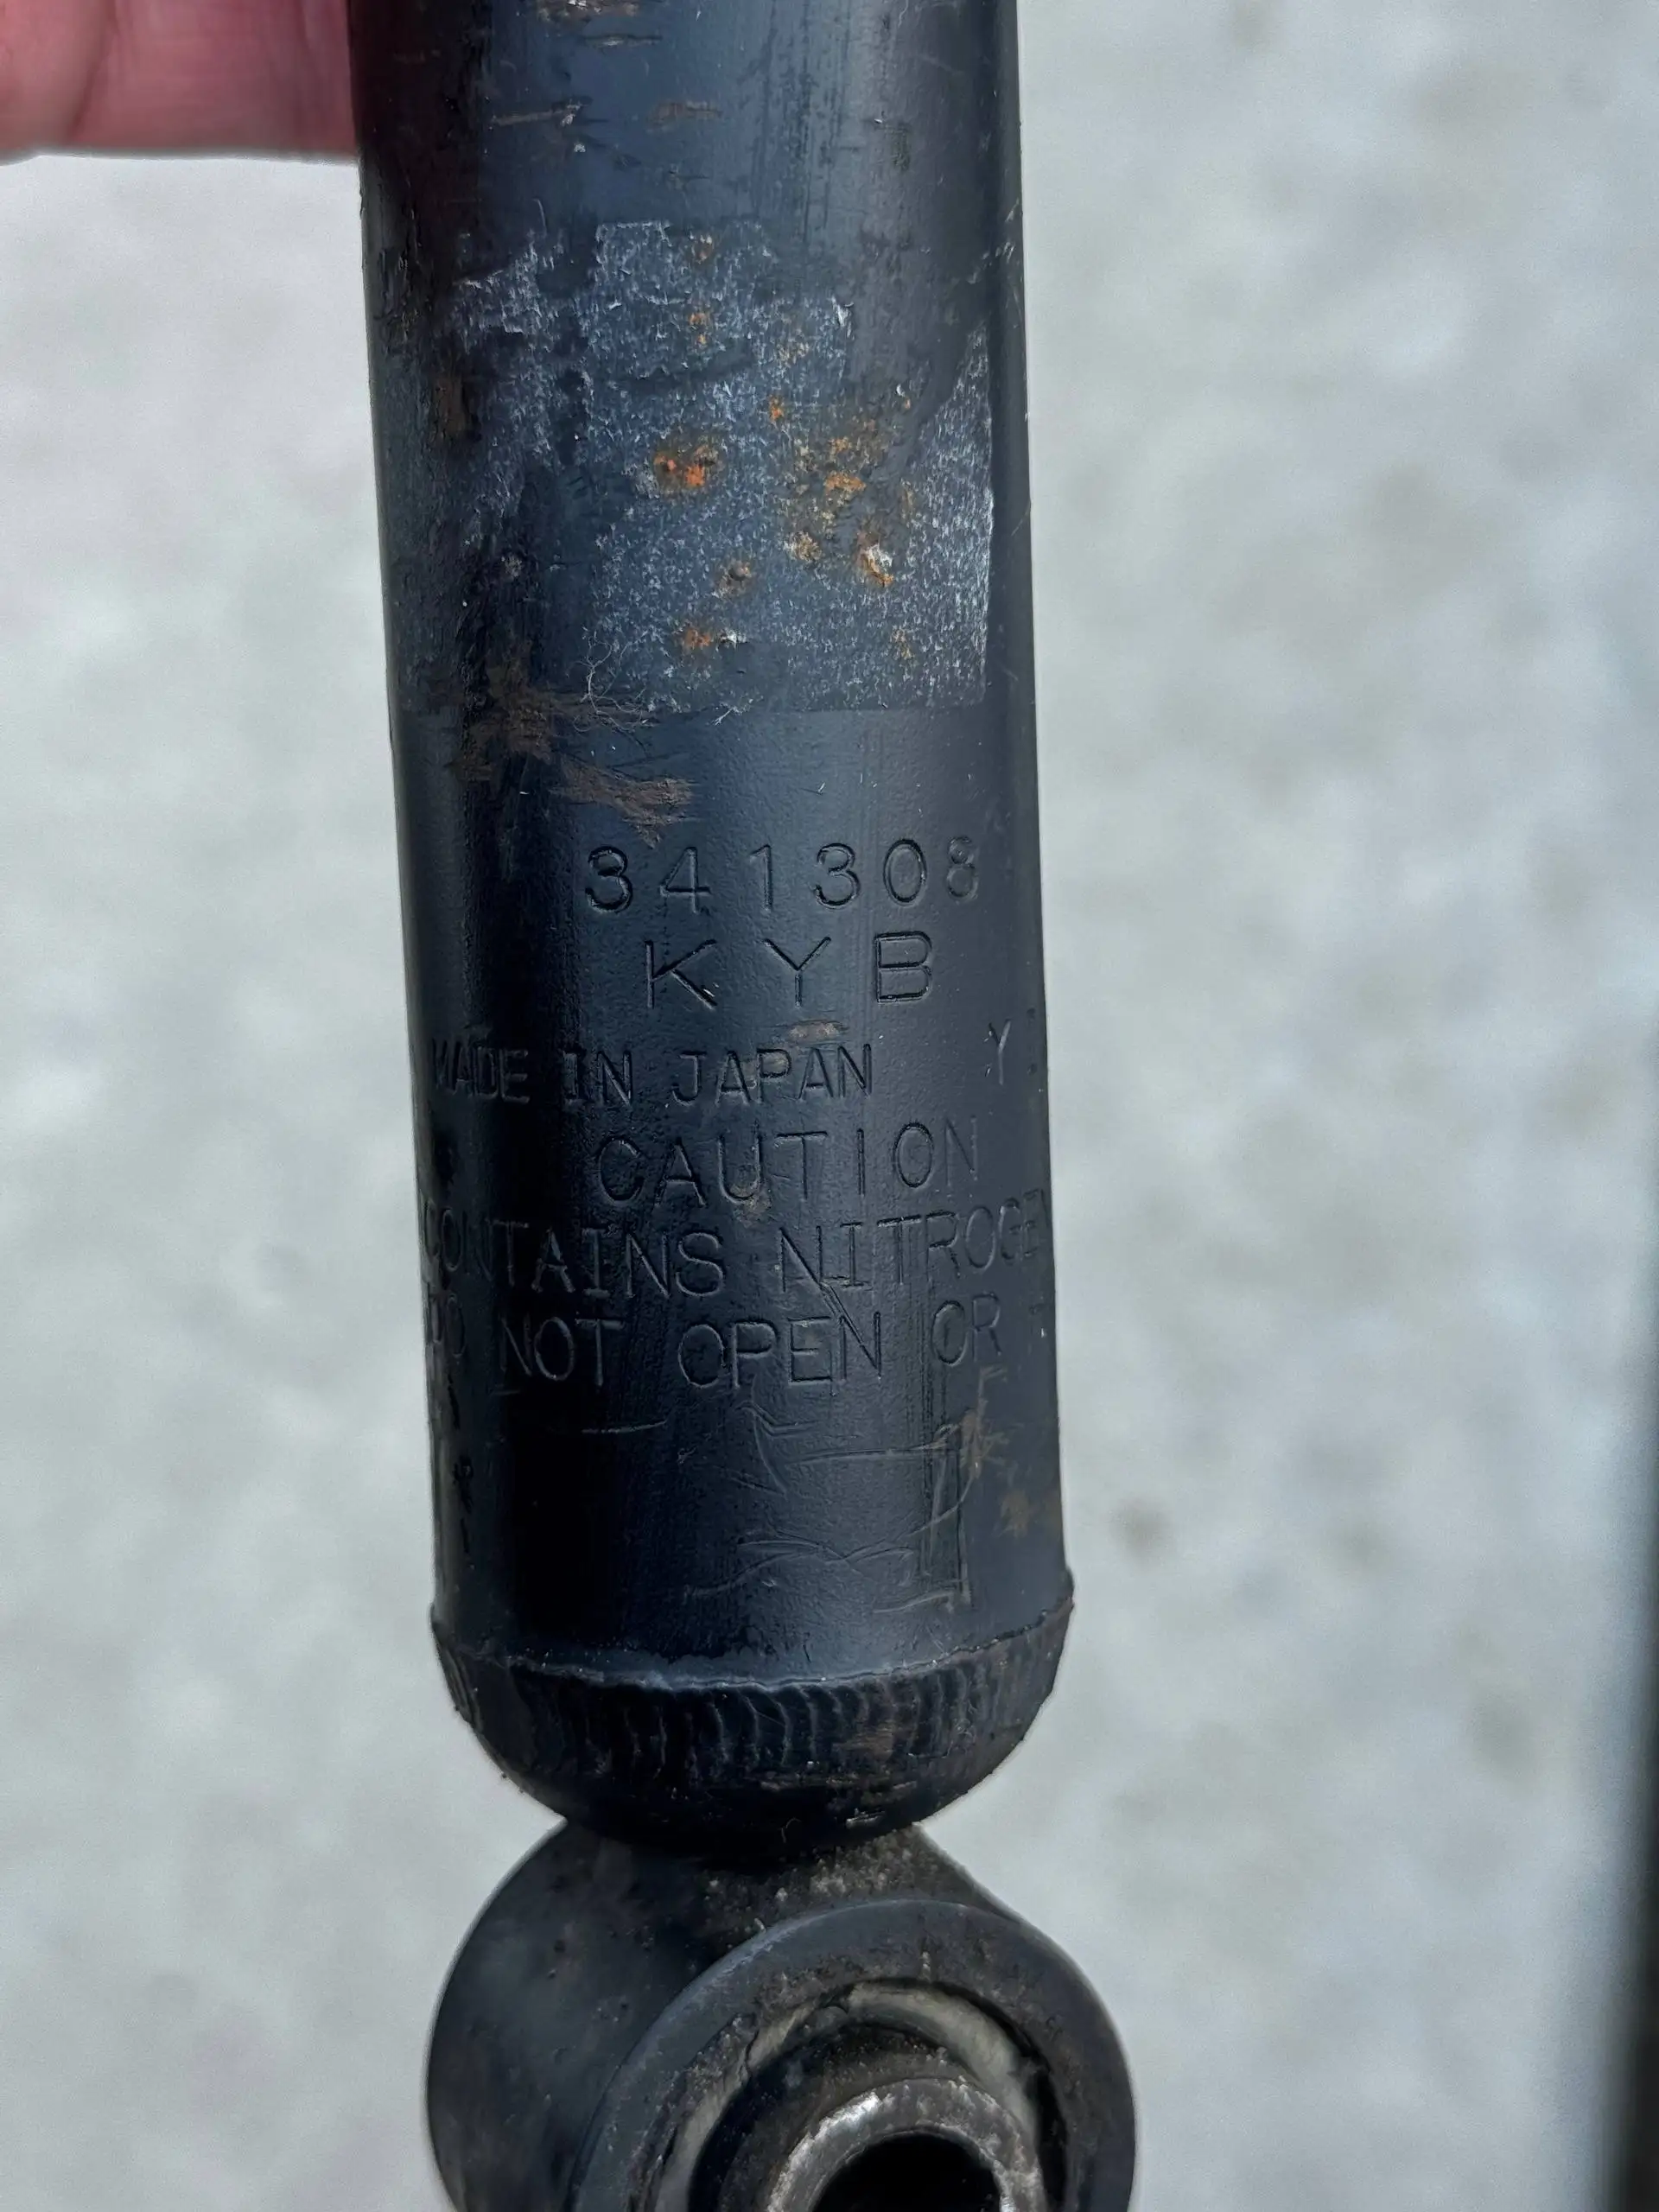 341308
KYB
MADE IN JAPAN Y
CAUTION
CONTAINS NITROGEN
DO NOT OPEN OR